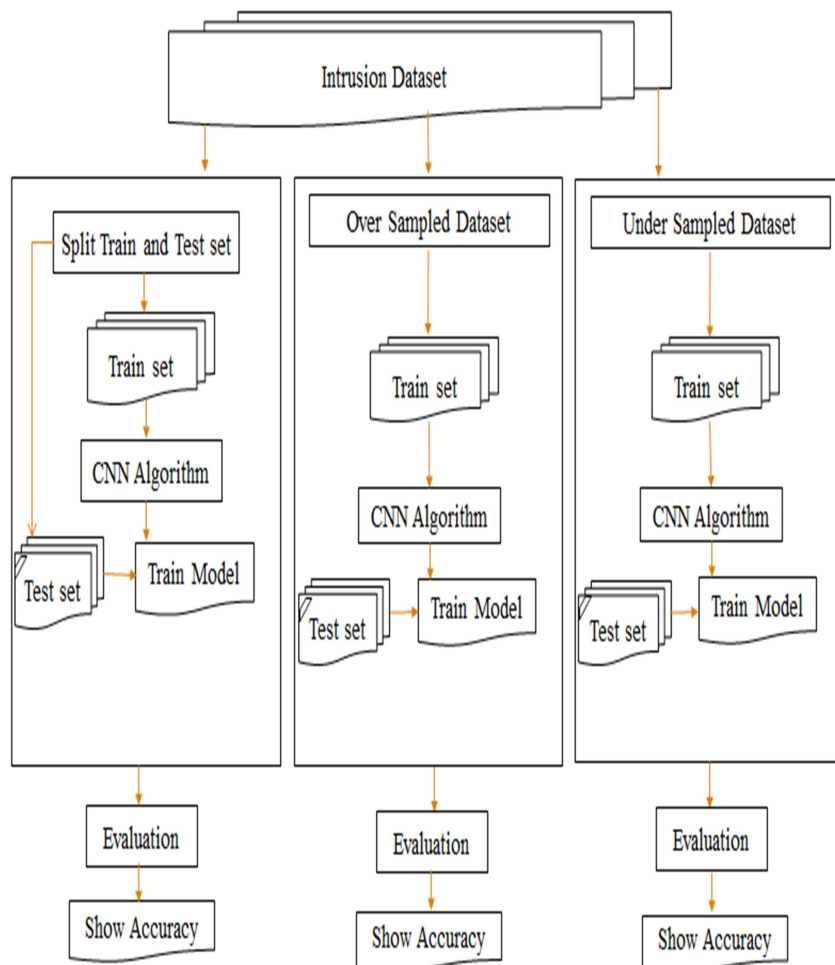 Intrusion Dataset
Split Train and Test set
Train set
CNN Algorithm
Test set
Train Model
Evaluation
Show Accuracy
Over Sampled Dataset
Train set
CNN Algorithm
Test set
Train Model
Evaluation
Show Accuracy
Under Sampled Dataset
Train set
CNN Algorithm
Test set
Train Model
Evaluation
Show Accuracy